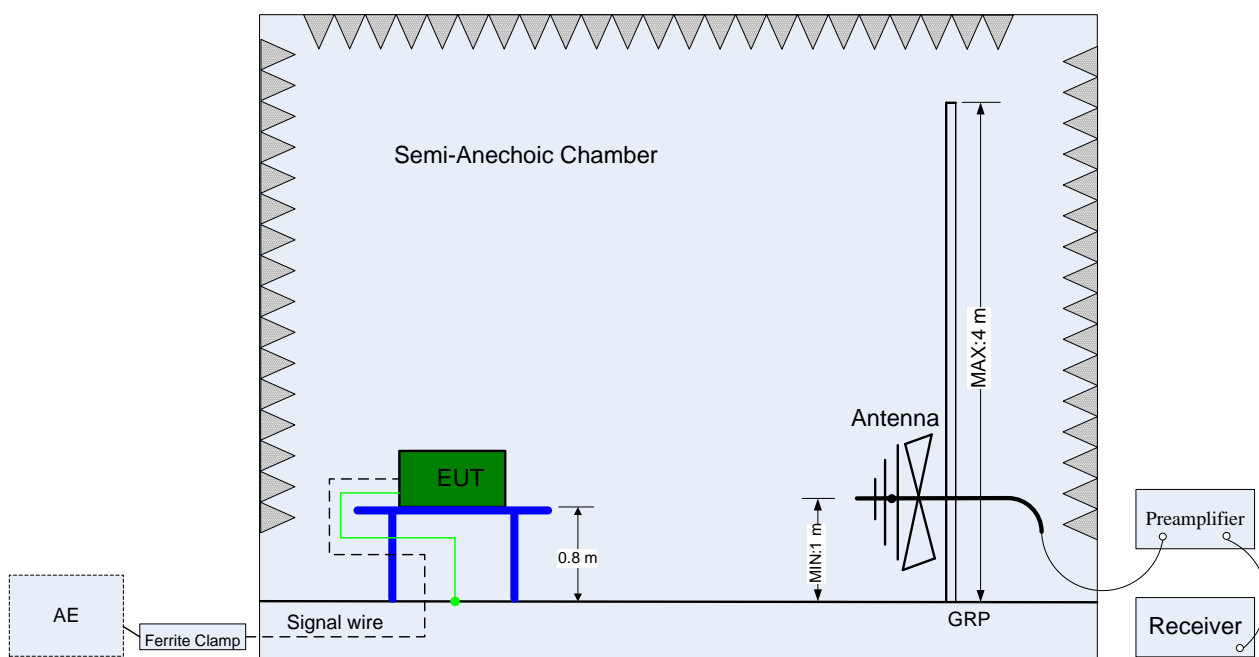 Semi-Anechoic Chamber
MAX:4 m
Antenna
EUT
MIN:1 m
0.8 m
Preamplifier
AE
Ferrite Clamp
Signal wire
GRP
Receiver